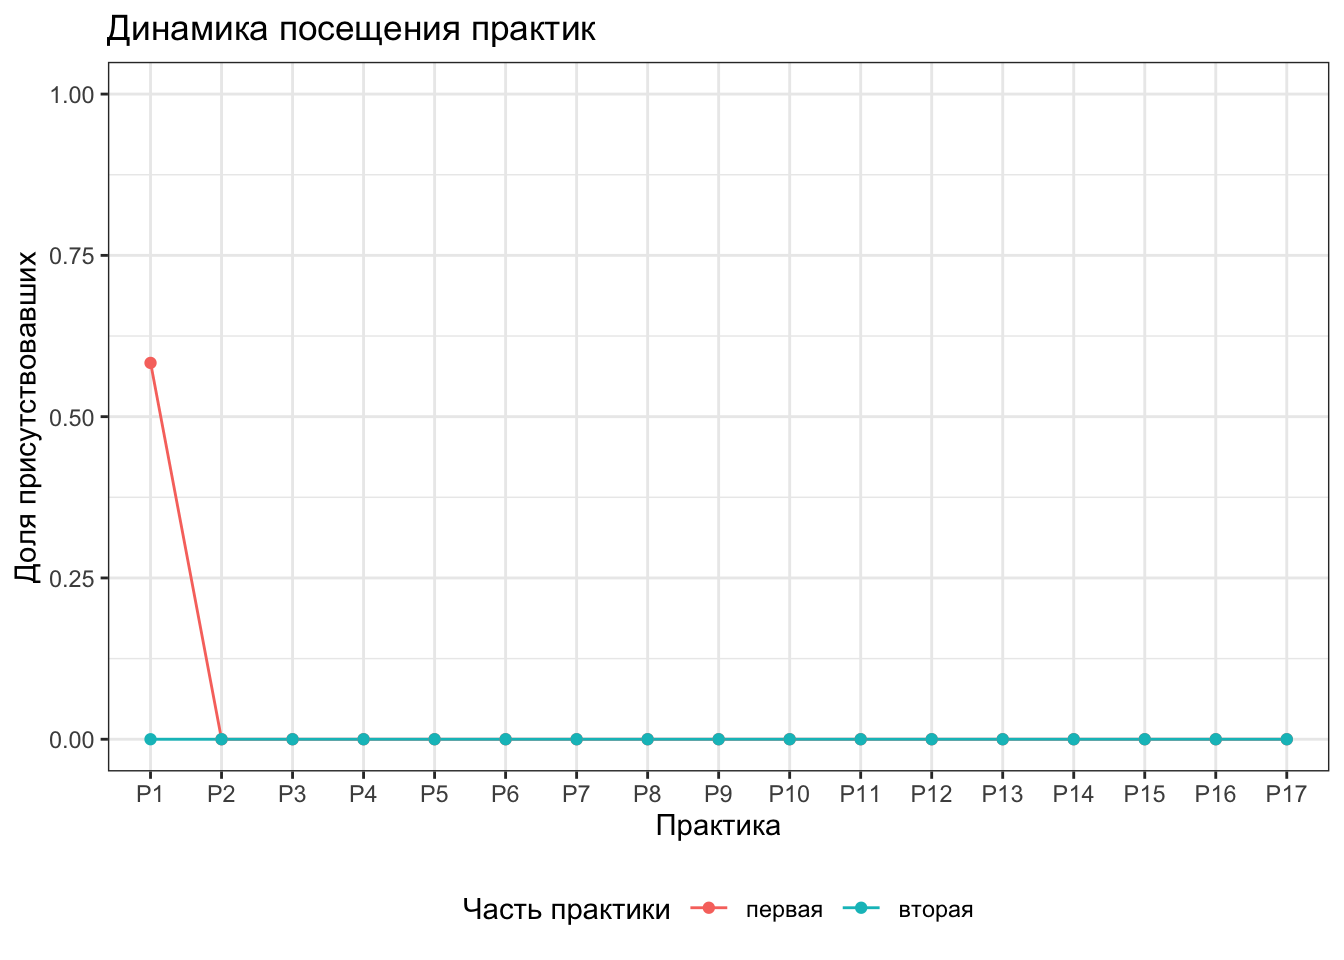 Динамика посещения практик
1.00
0.75
0.50
0.25
0.00
Доля присутствовавших
P1 P2 P3 P4 P5 P6 P7 P8 P9 P10 P11 P12 P13 P14 P15 P16 P17
Практика
Часть практики первая вторая